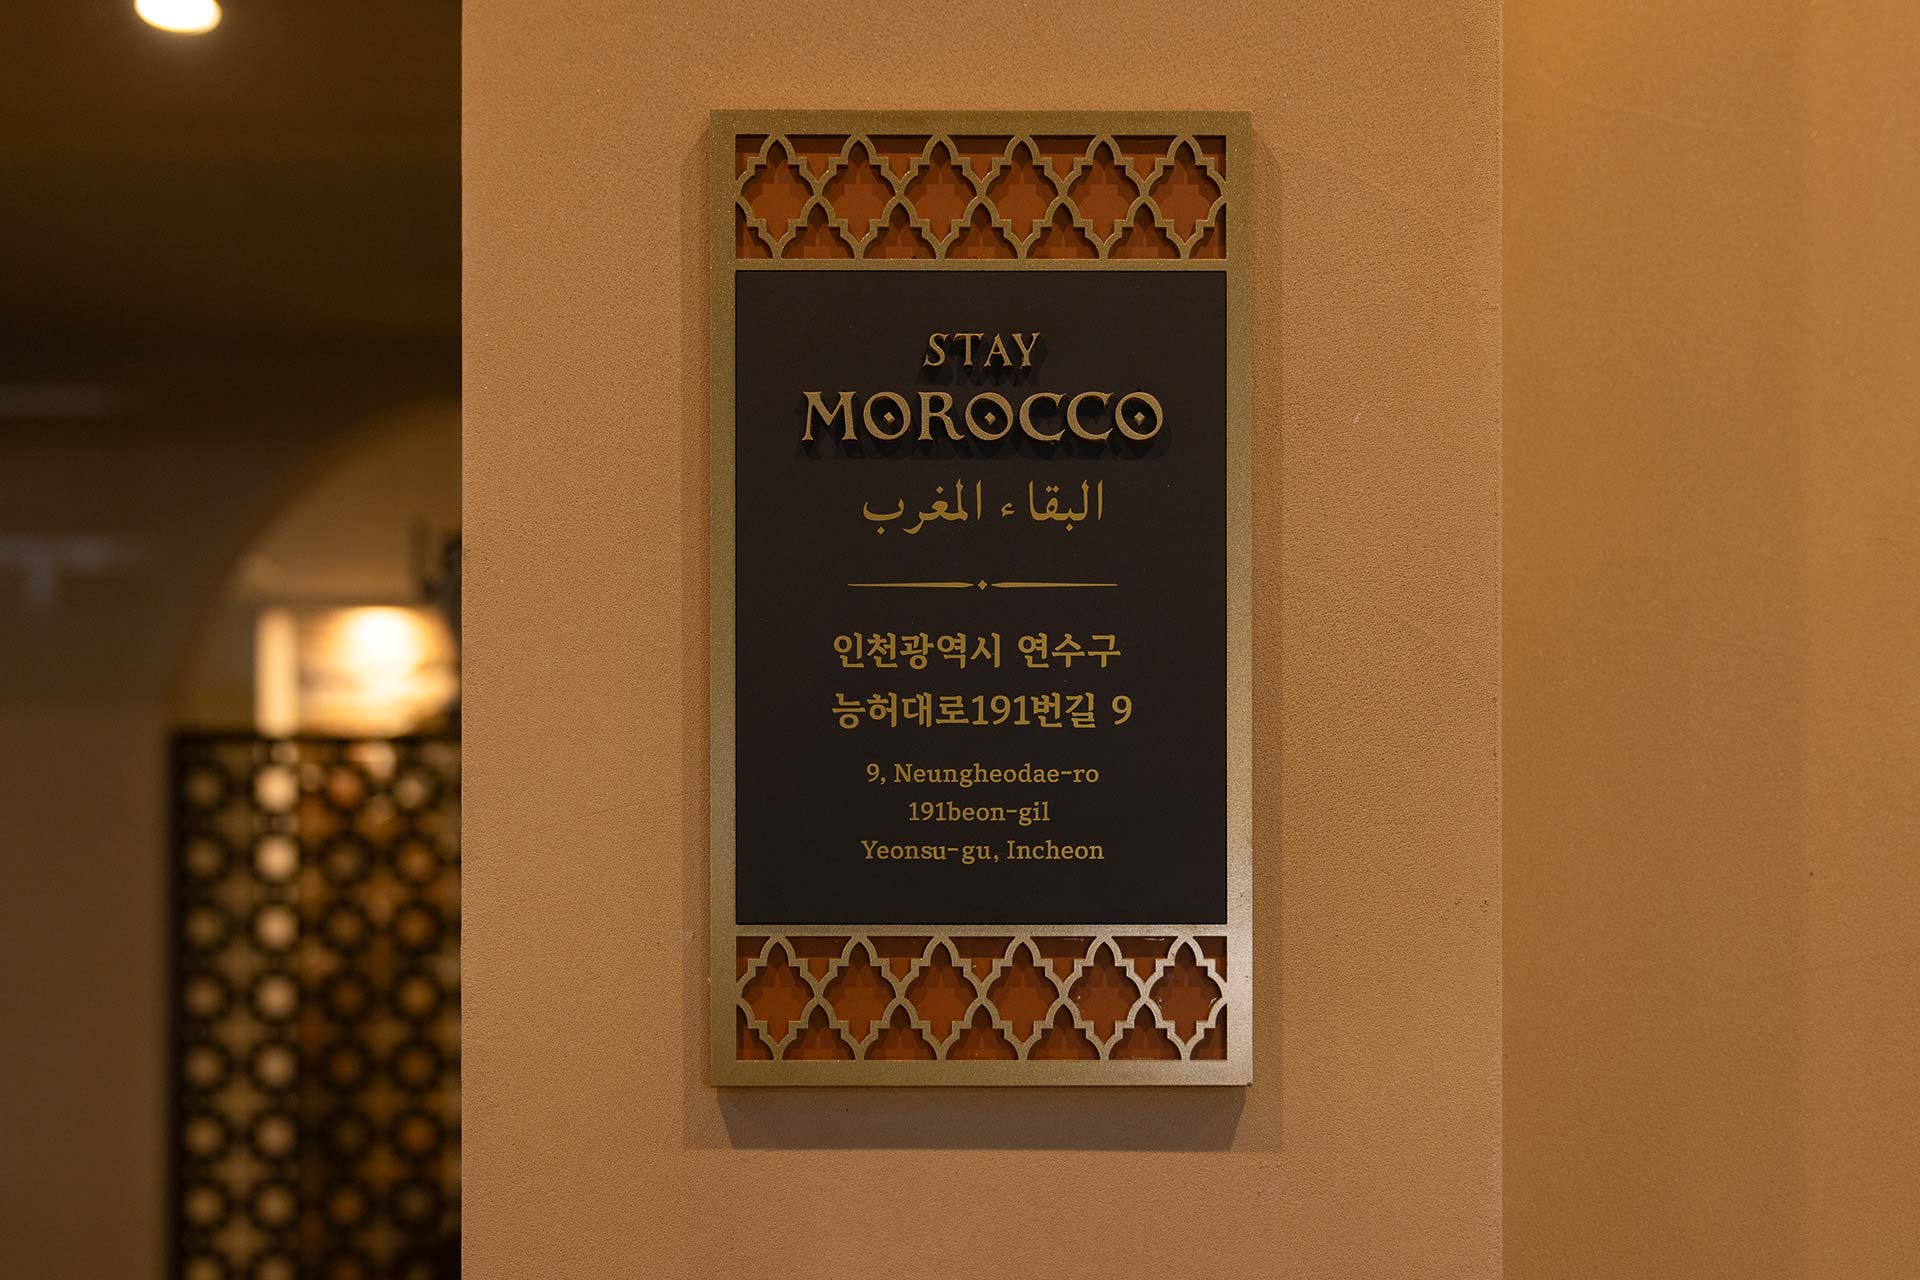 STAY
MOROCCO
البقاء المغرب
인천광역시 연수구
능허대로191번길 9
9, Neungheodae-ro
191beon-gil
Yeonsu-gu, Incheon